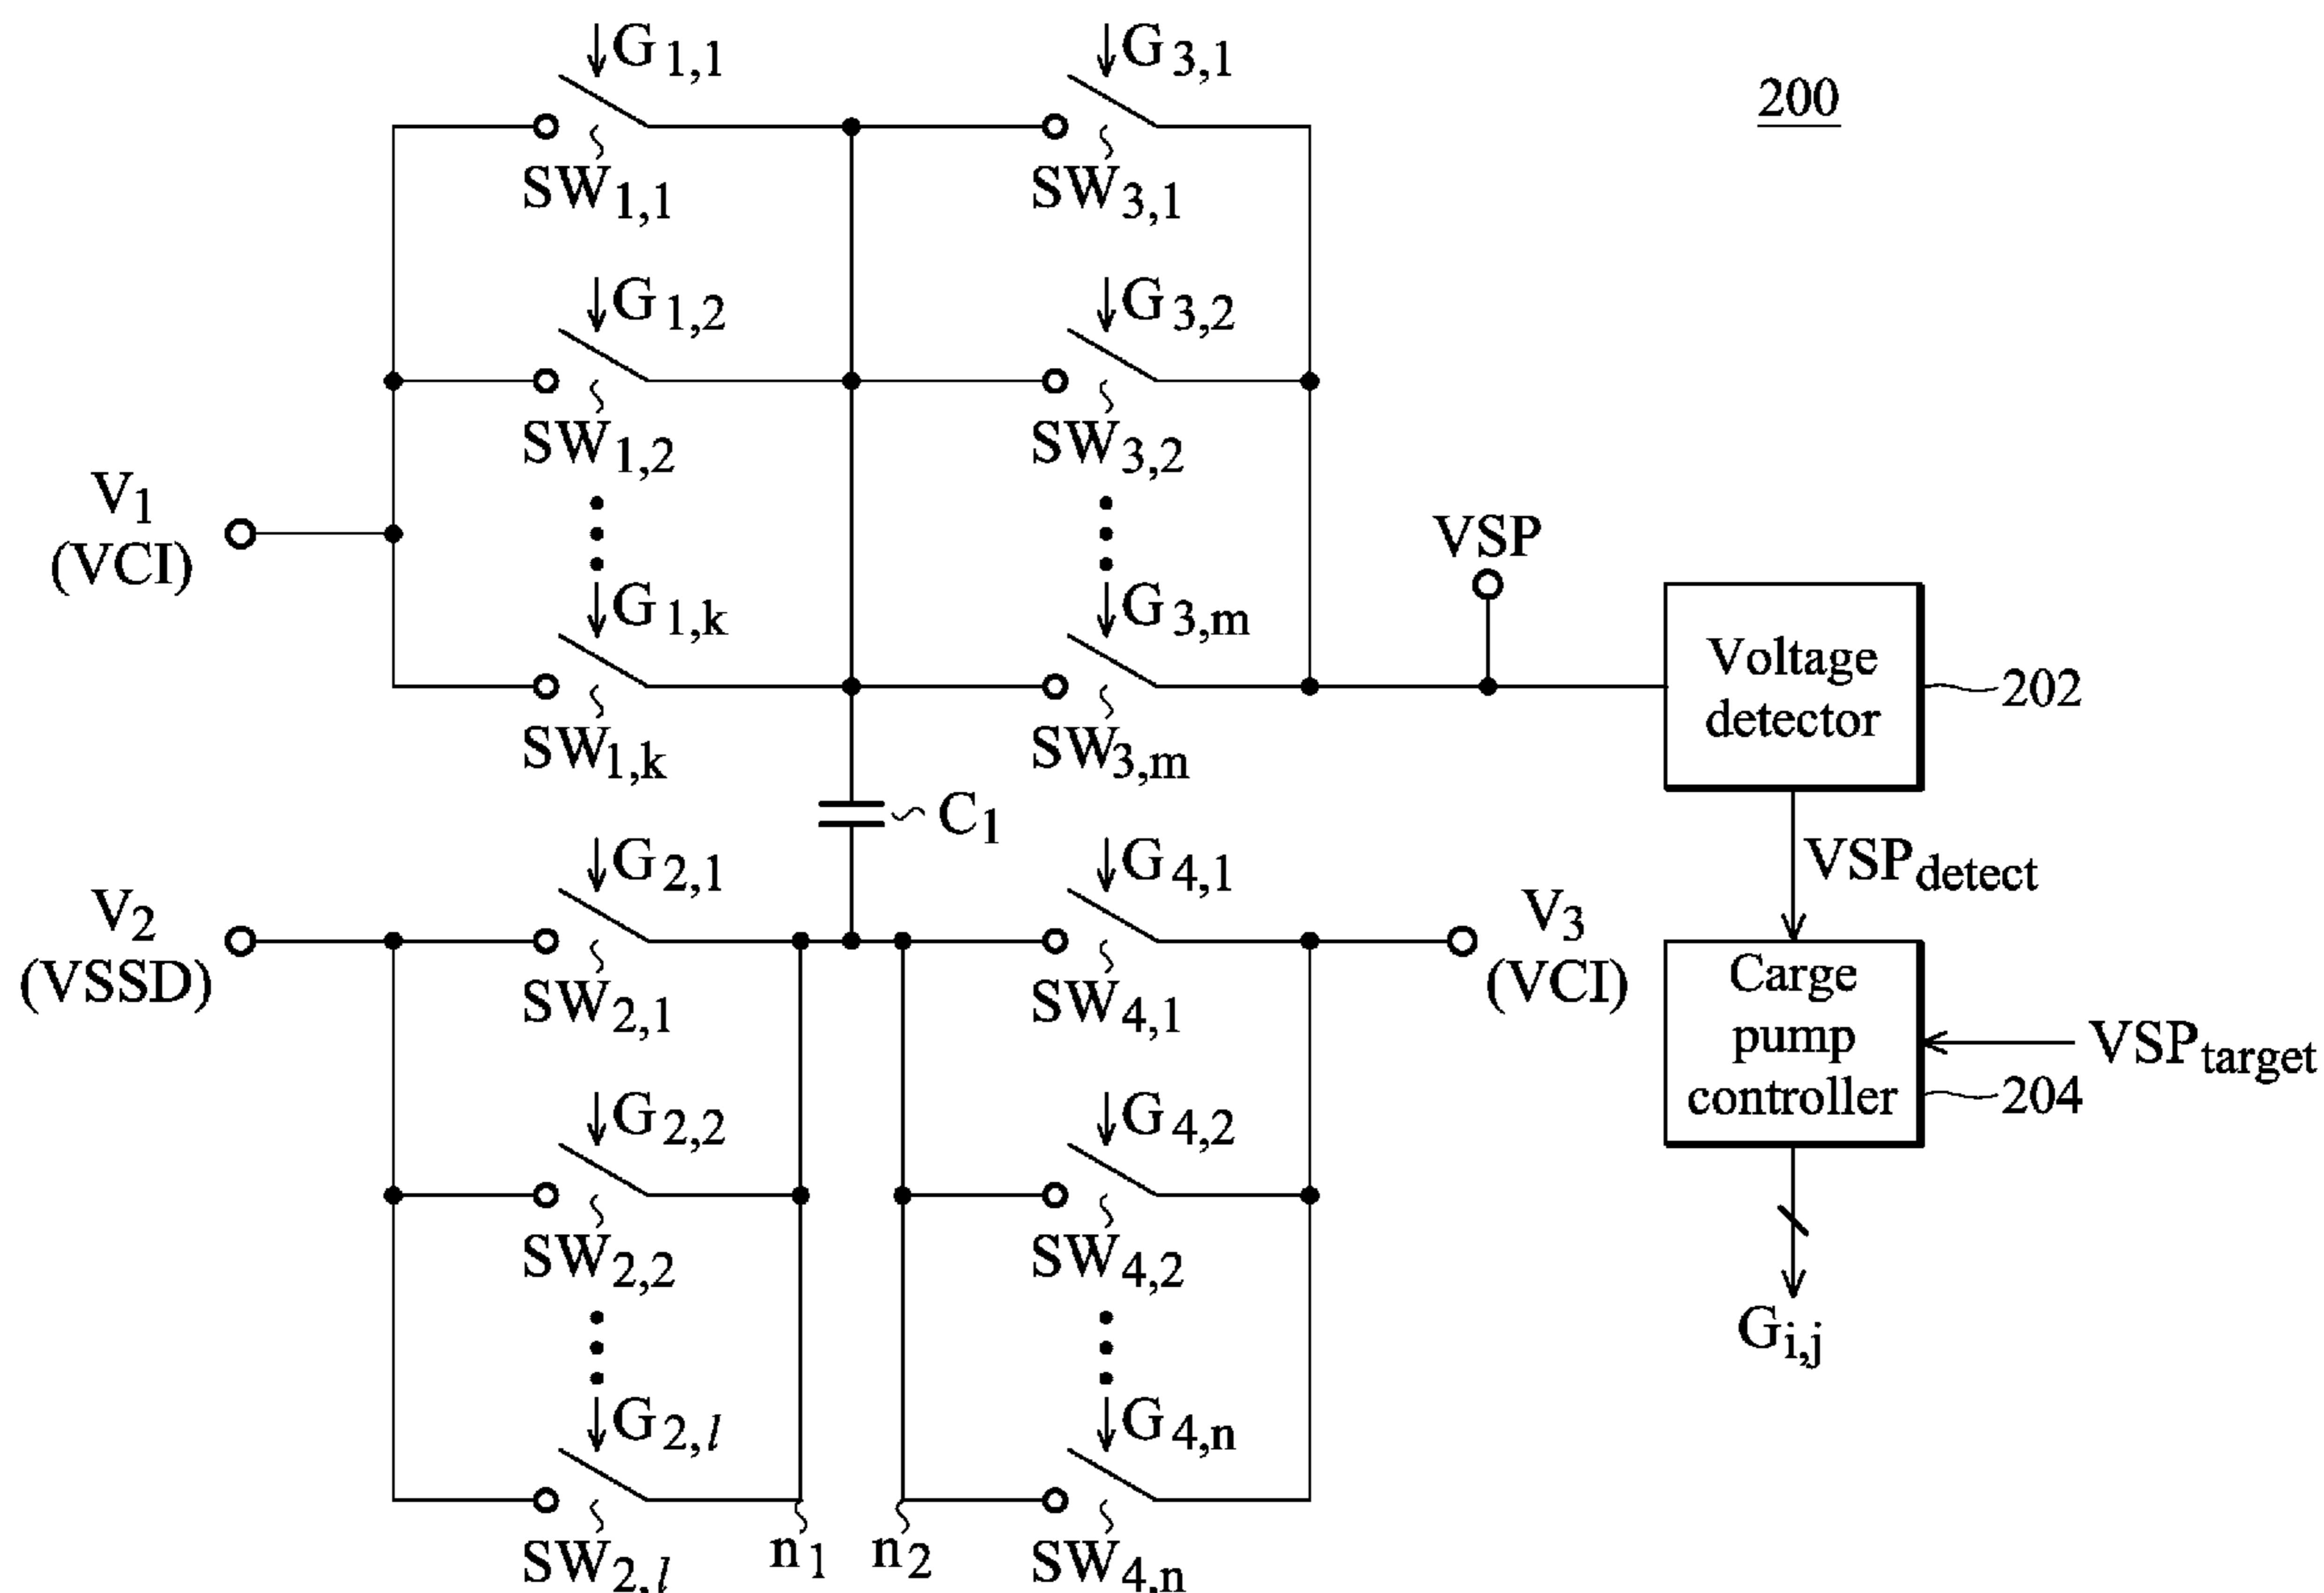 G1,1
G3,1
200
SW1,1
SW3,1
G1,2
G3,2
SW1,2
SW3,2
V1
(VCI)
G1,k
G3,m
VSP
SW1,k
SW3,m
Voltage
detector
202
C1
G2,1
G4,1
VSPdetect
V2
(VSSD)
V3
(VCI)
SW2,1
SW4,1
Carge
pump
controller
VSPtarget
204
G2,2
G4,2
SW2,2
SW4,2
Gi,j
G2,l
G4,n
SW2,l
n1
n2
SW4,n